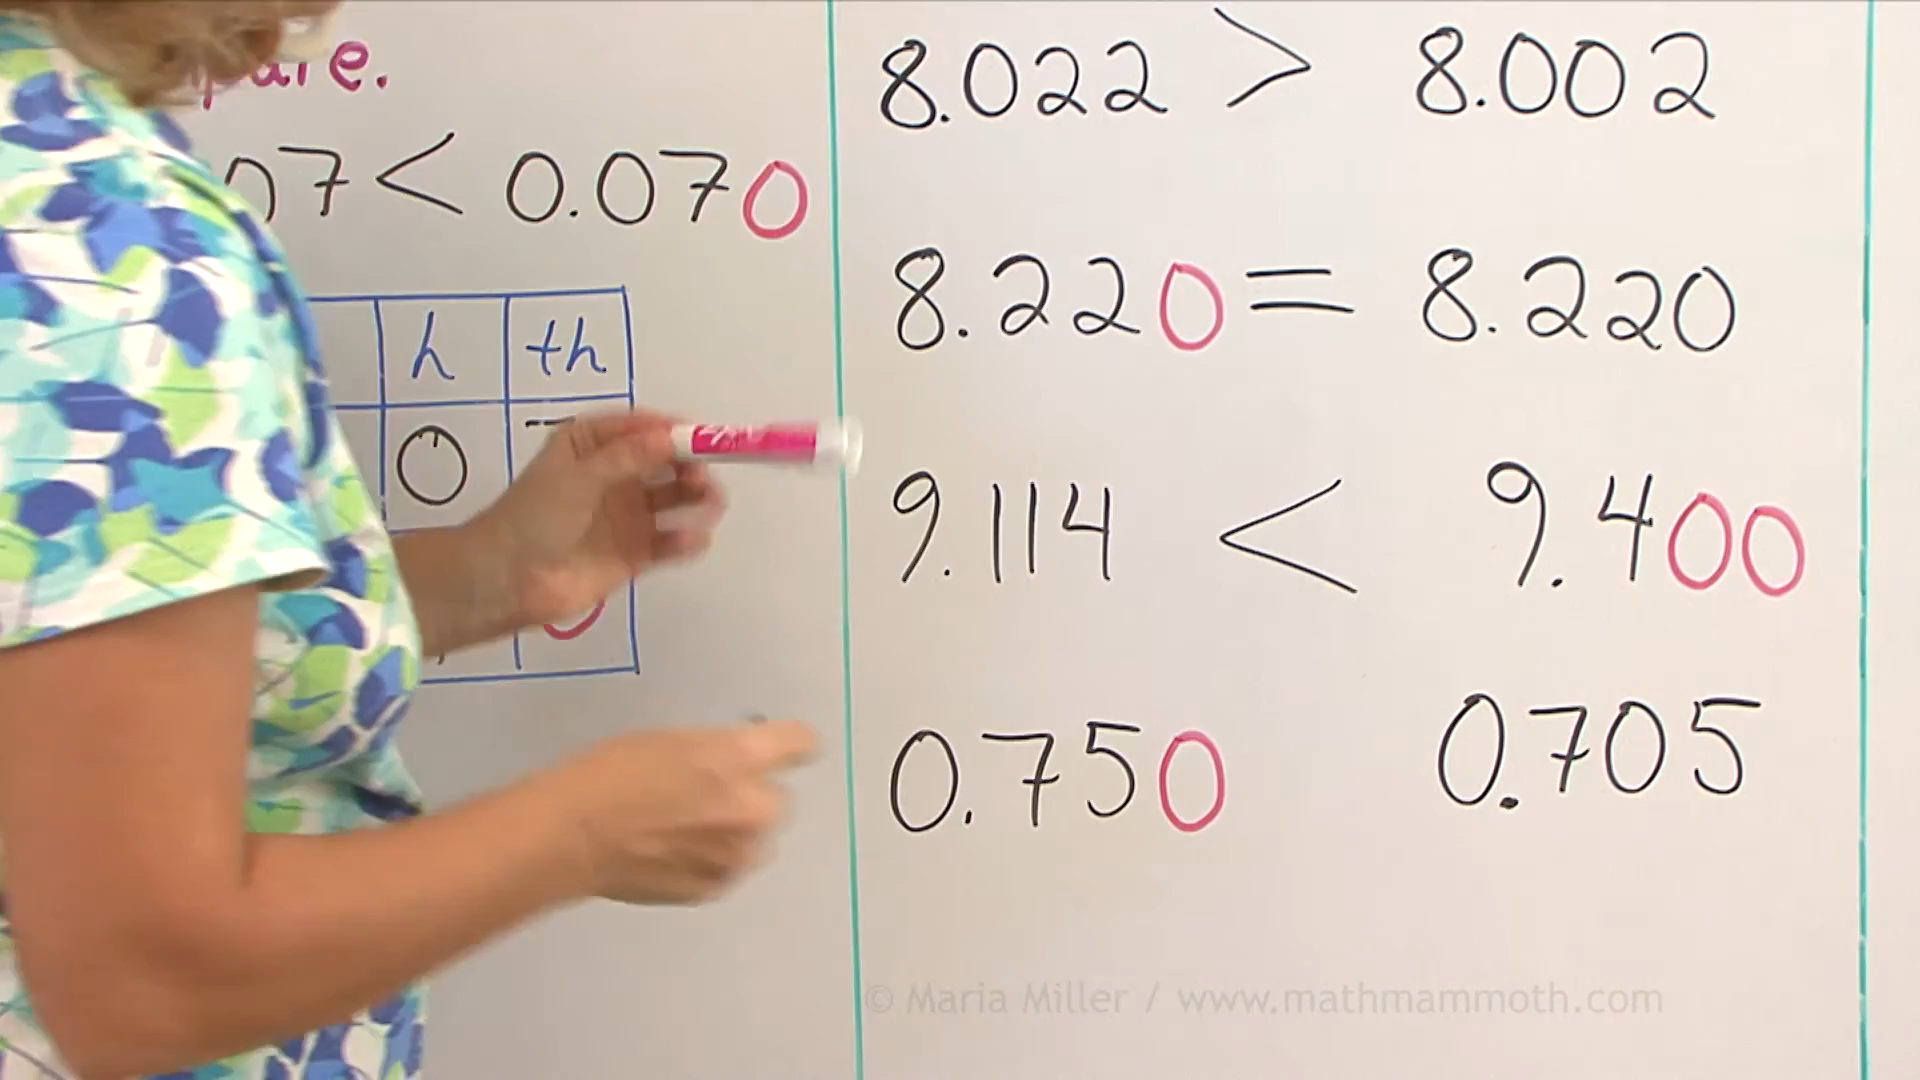 07 < 0.070
h th
0
8.022 > 8.002
8.220 = 8.220
9.114 < 9.400
0.750 0.705
© Maria Miller / www.mathmammoth.com